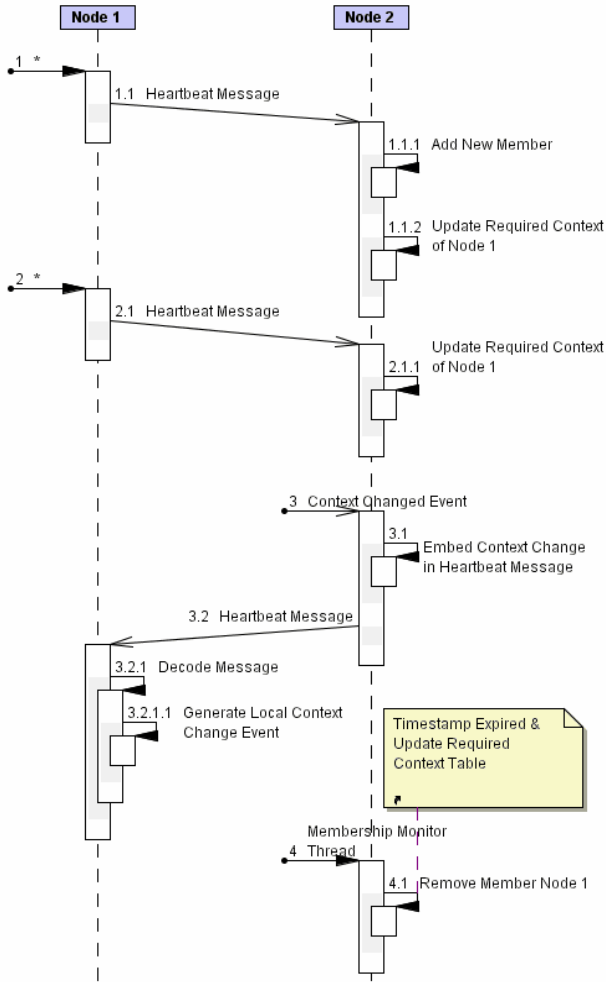 Node 1
Node 2
1 *
1.1 Heartbeat Message
1.1.1 Add New Member
1.1.2 Update Required Context
of Node 1
2 *
2.1 Heartbeat Message
Update Required Context
2.1.1 of Node 1
3 Context Changed Event
3.1
Embed Context Change
in Heartbeat Message
3.2 Heartbeat Message
3.2.1 Decode Message
3.2.1.1 Generate Local Context
Change Event
Timestamp Expired &
Update Required
Context Table
Membership Monitor
4 Thread
4.1 Remove Member Node 1